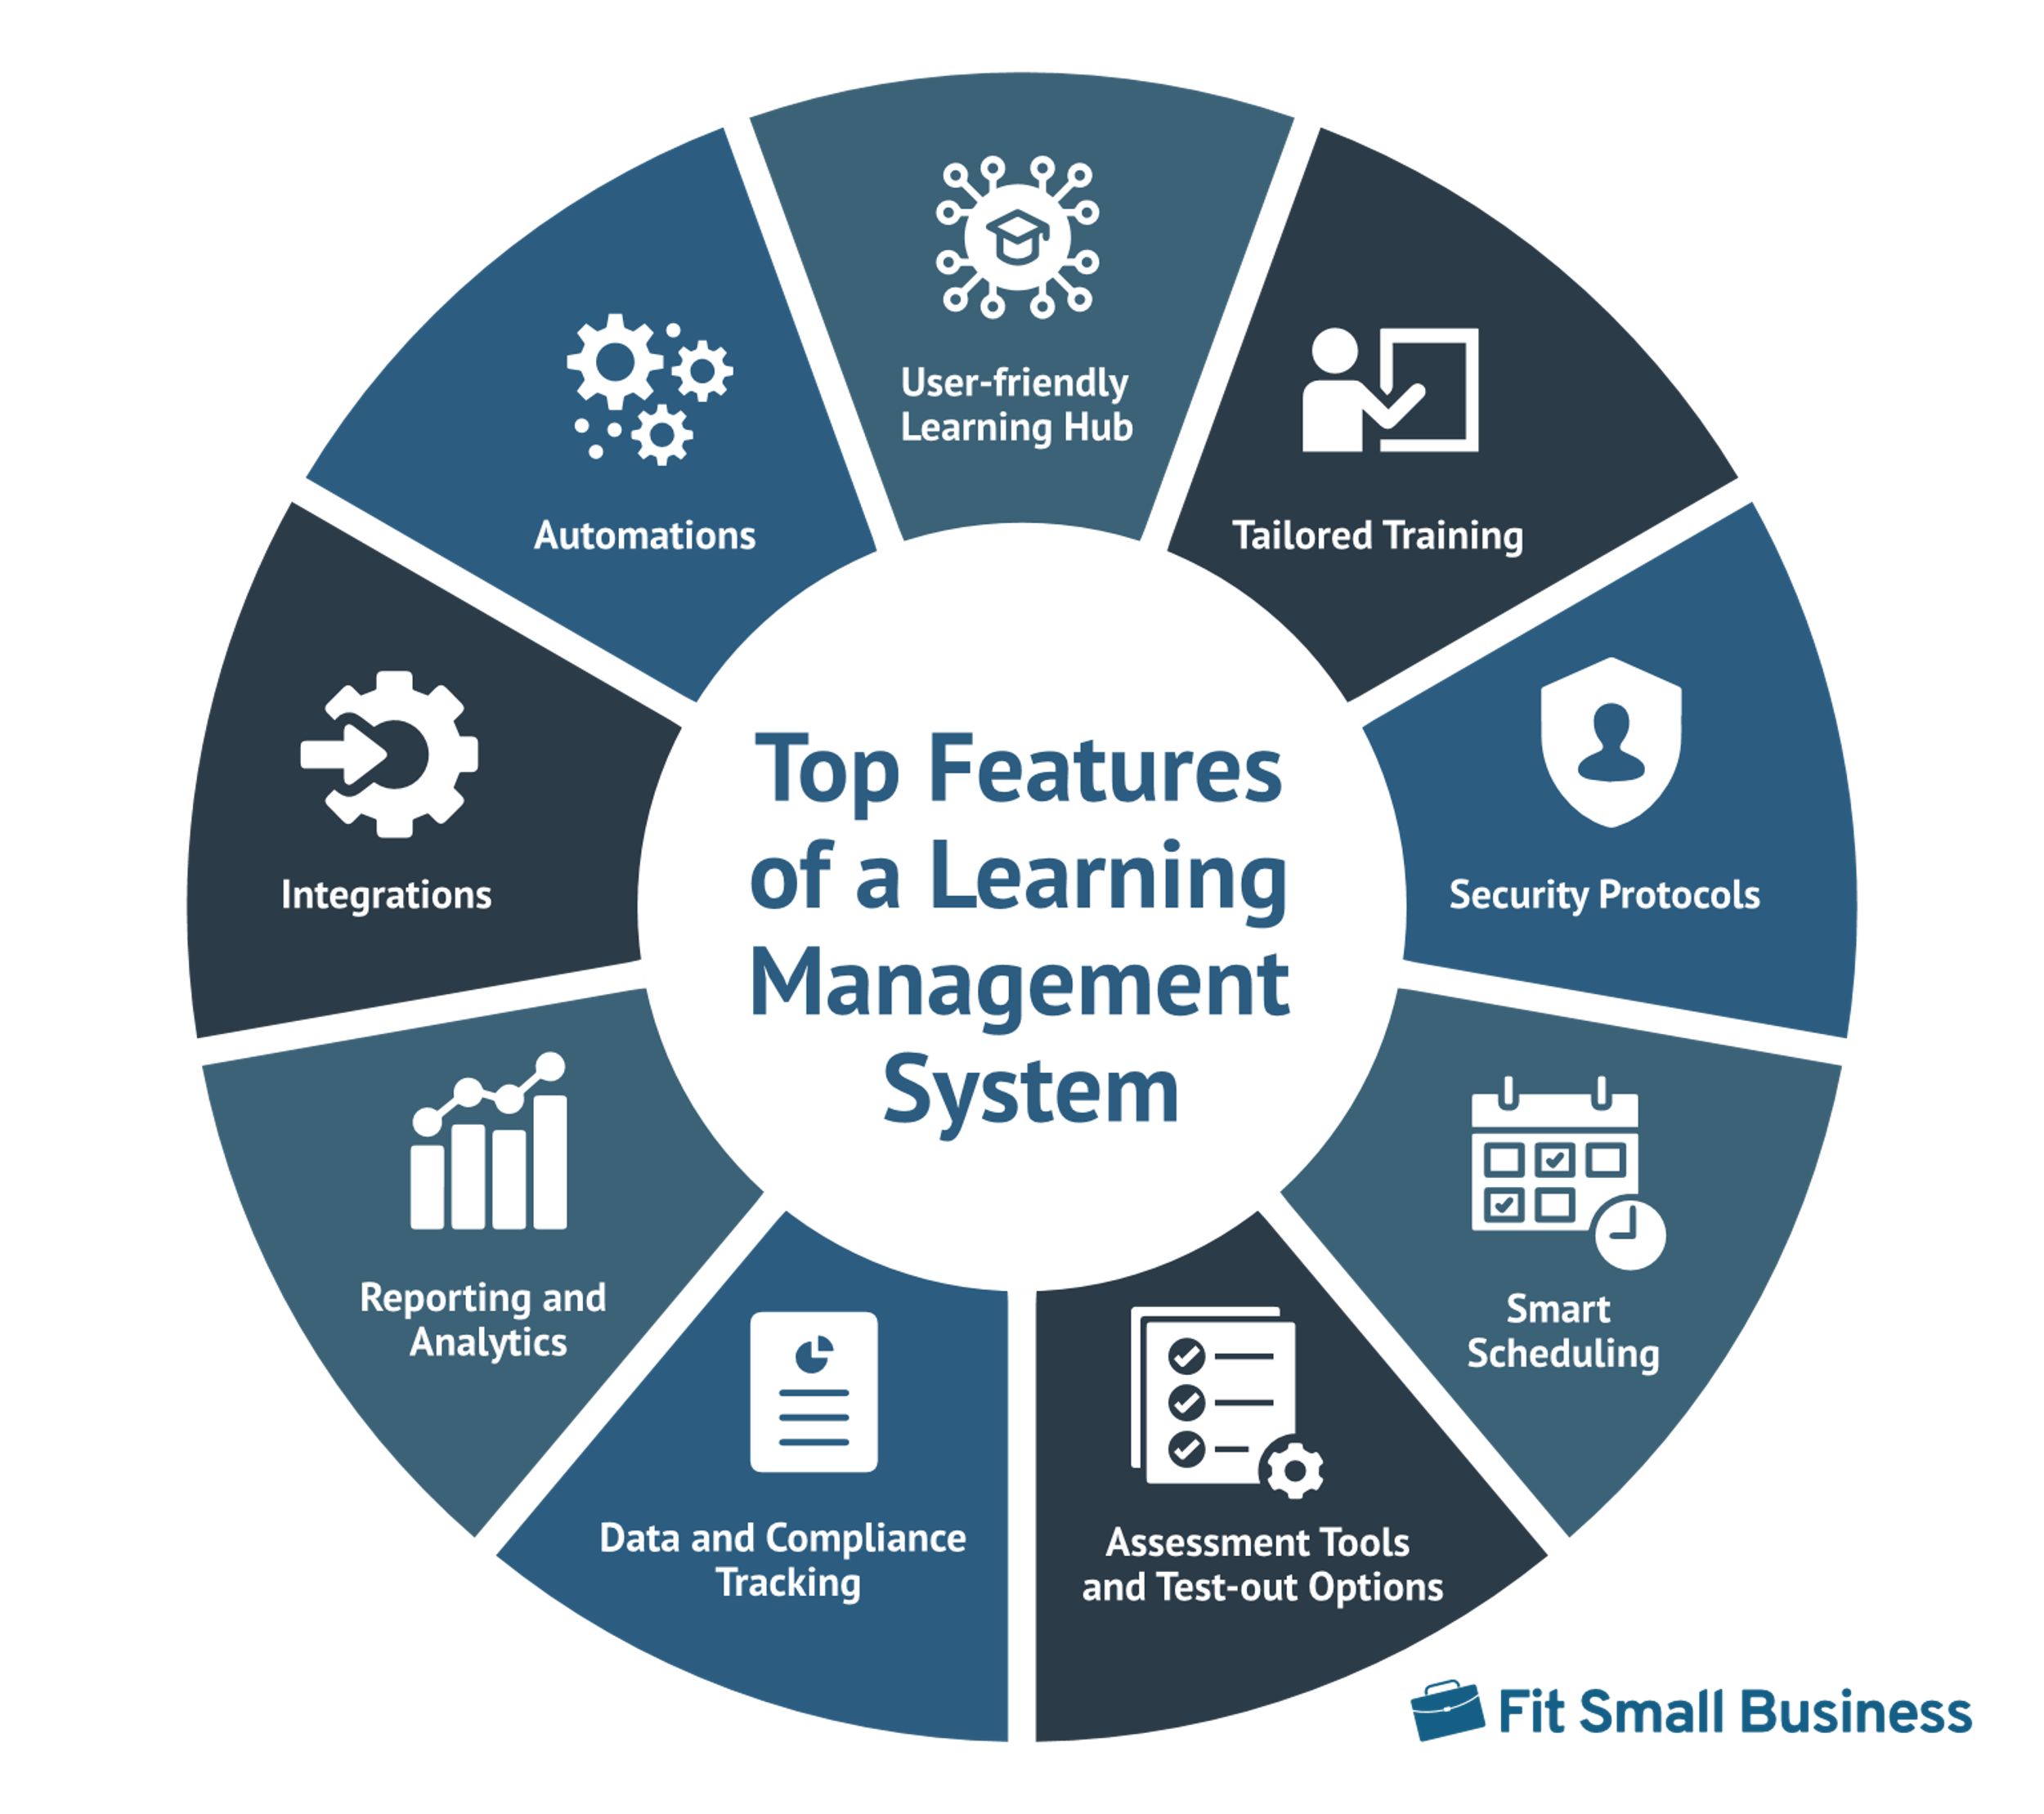 User-friendly
Learning Hub
Tailored Training
Security Protocols
Smart
Scheduling
Assessment Tools
and Test-out Options
Data and Compliance
Tracking
Reporting and
Analytics
Integrations
Automations
Top Features
of a Learning
Management
System
Fit Small Business